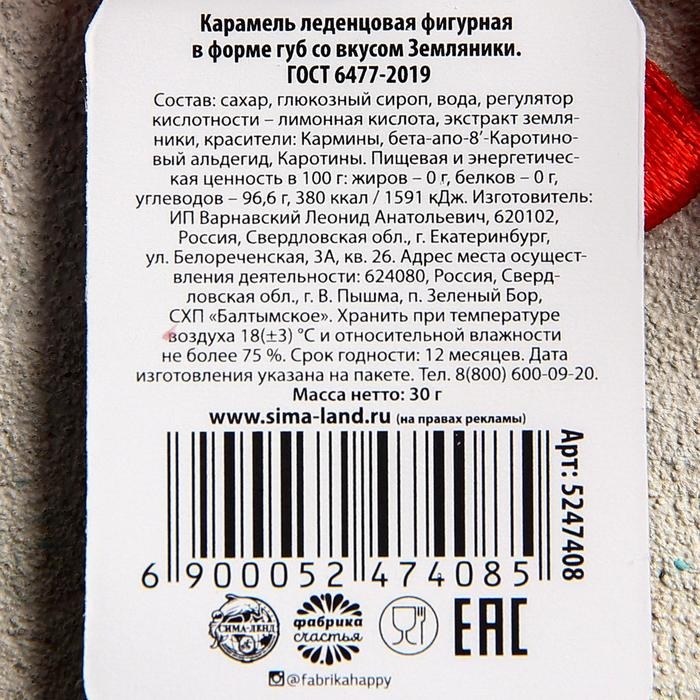 Карамель леденцовая фигурная
в форме губ со вкусом Земляники.
ГОСТ 6477-2019
Состав: сахар, глюкозный сироп, вода, регулятор
кислотности – лимонная кислота, экстракт земля-
ники, красители: Кармины, бета-апо-8’-Каротино-
вый альдегид, Каротины. Пищевая и энергетичес-
кая ценность в 100 г: жиров – 0 г, белков – 0 г,
углеводов – 96,6 г, 380 ккал / 1591 кДж. Изготовитель:
ИП Варнавский Леонид Анатольевич, 620102,
Россия, Свердловская обл., г. Екатеринбург,
ул. Белореченская, 3А, кв. 26. Адрес места осущест-
вления деятельности: 624080, Россия, Сверд-
ловская обл., г. В. Пышма, п. Зеленый Бор,
СХП «Балтымское». Хранить при температуре
воздуха 18(±3) °С и относительной влажности
не более 75 %. Срок годности: 12 месяцев. Дата
изготовления указана на пакете. Тел. 8(800) 600-09-20.
Масса нетто: 30 г
www.sima-land.ru (на правах рекламы)
Арт: 5247408
6 900052 474085
СИМА-ЛЕНД
фабрика
счастья
EAC
@fabrikahappy